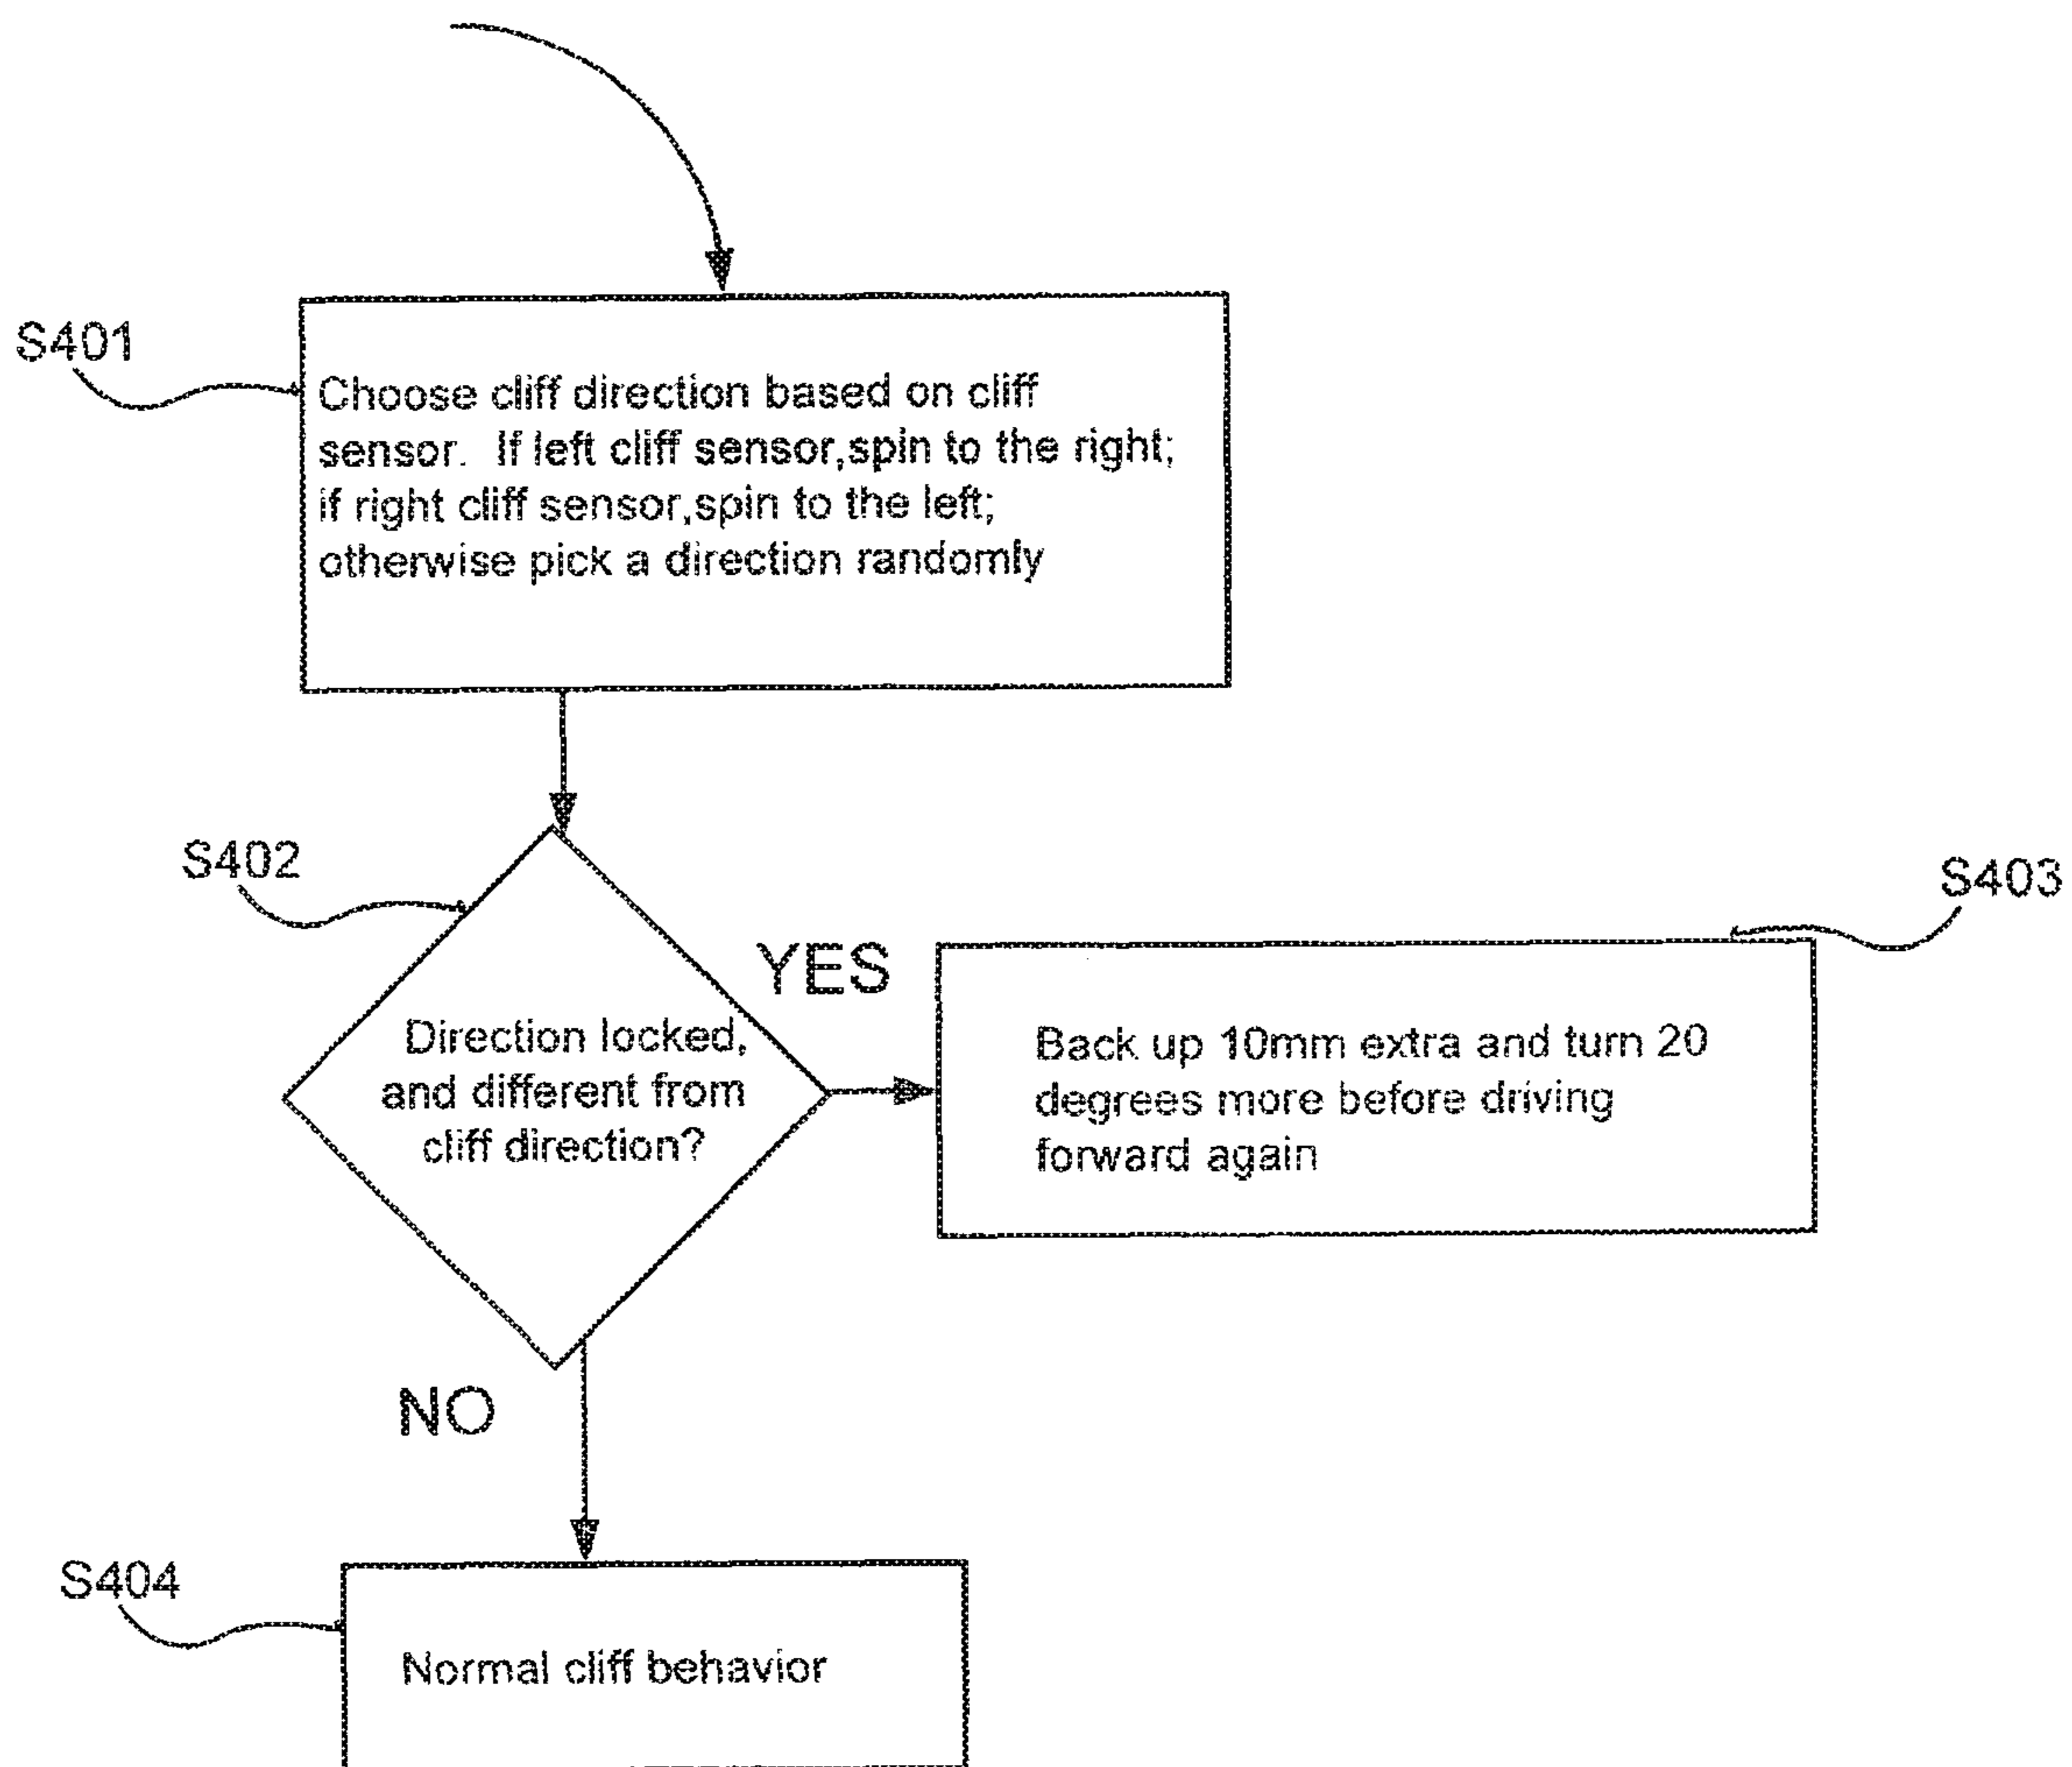 S401
Choose cliff direction based on cliff
sensor. If left cliff sensor,spin to the right;
if right cliff sensor,spin to the left;
otherwise pick a direction randomly
S402
Direction locked,
and different from
cliff direction?
YES
S403
Back up 10mm extra and turn 20
degrees more before driving
forward again
NO
S404
Normal cliff behavior